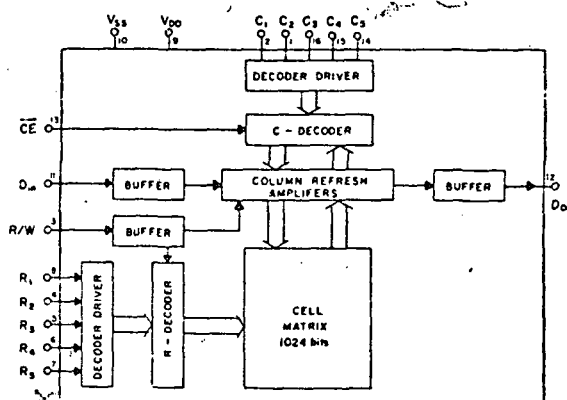 VSS VDD C1 C2 C3 C4 C5
10 9 2 1 16 15 14
DECODER DRIVER
CE 13
C - DECODER
Din 11
BUFFER
COLUMN REFRESH
AMPLIFERS
BUFFER
12
R/W 3
BUFFER
R1 8
R2 4
R3 5
R4 6
R5 7
DECODER DRIVER
R - DECODER
CELL
MATRIX
1024 bits